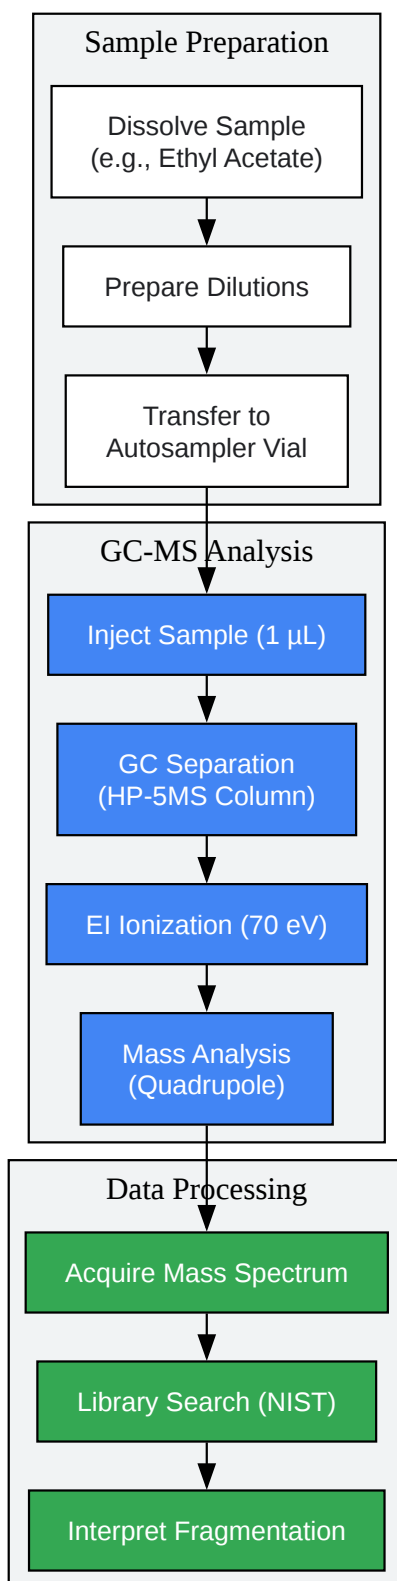 Sample Preparation
Dissolve Sample
(e.g., Ethyl Acetate)
Prepare Dilutions
Transfer to
Autosampler Vial
GC-MS Analysis
Inject Sample (1 µL)
GC Separation
(HP-5MS Column)
EI Ionization (70 eV)
Mass Analysis
(Quadrupole)
Data Processing
Acquire Mass Spectrum
Library Search (NIST)
Interpret Fragmentation